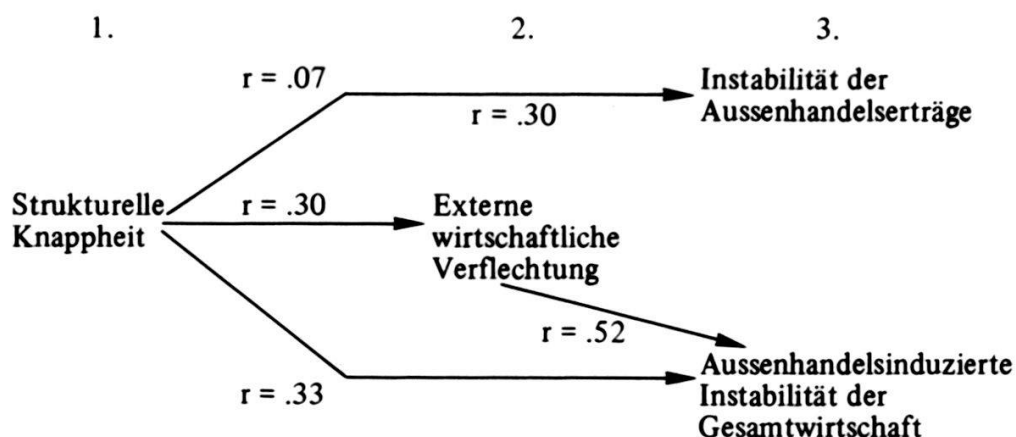 1. 2. 3.
r = .07
Instabilität der
Aussenhandelserträge
r = .30
Strukturelle
Knappheit
r = .30
Externe
wirtschaftliche
Verflechtung
r = .52
r = .33
Aussenhandelsinduzierte
Instabilität der
Gesamtwirtschaft